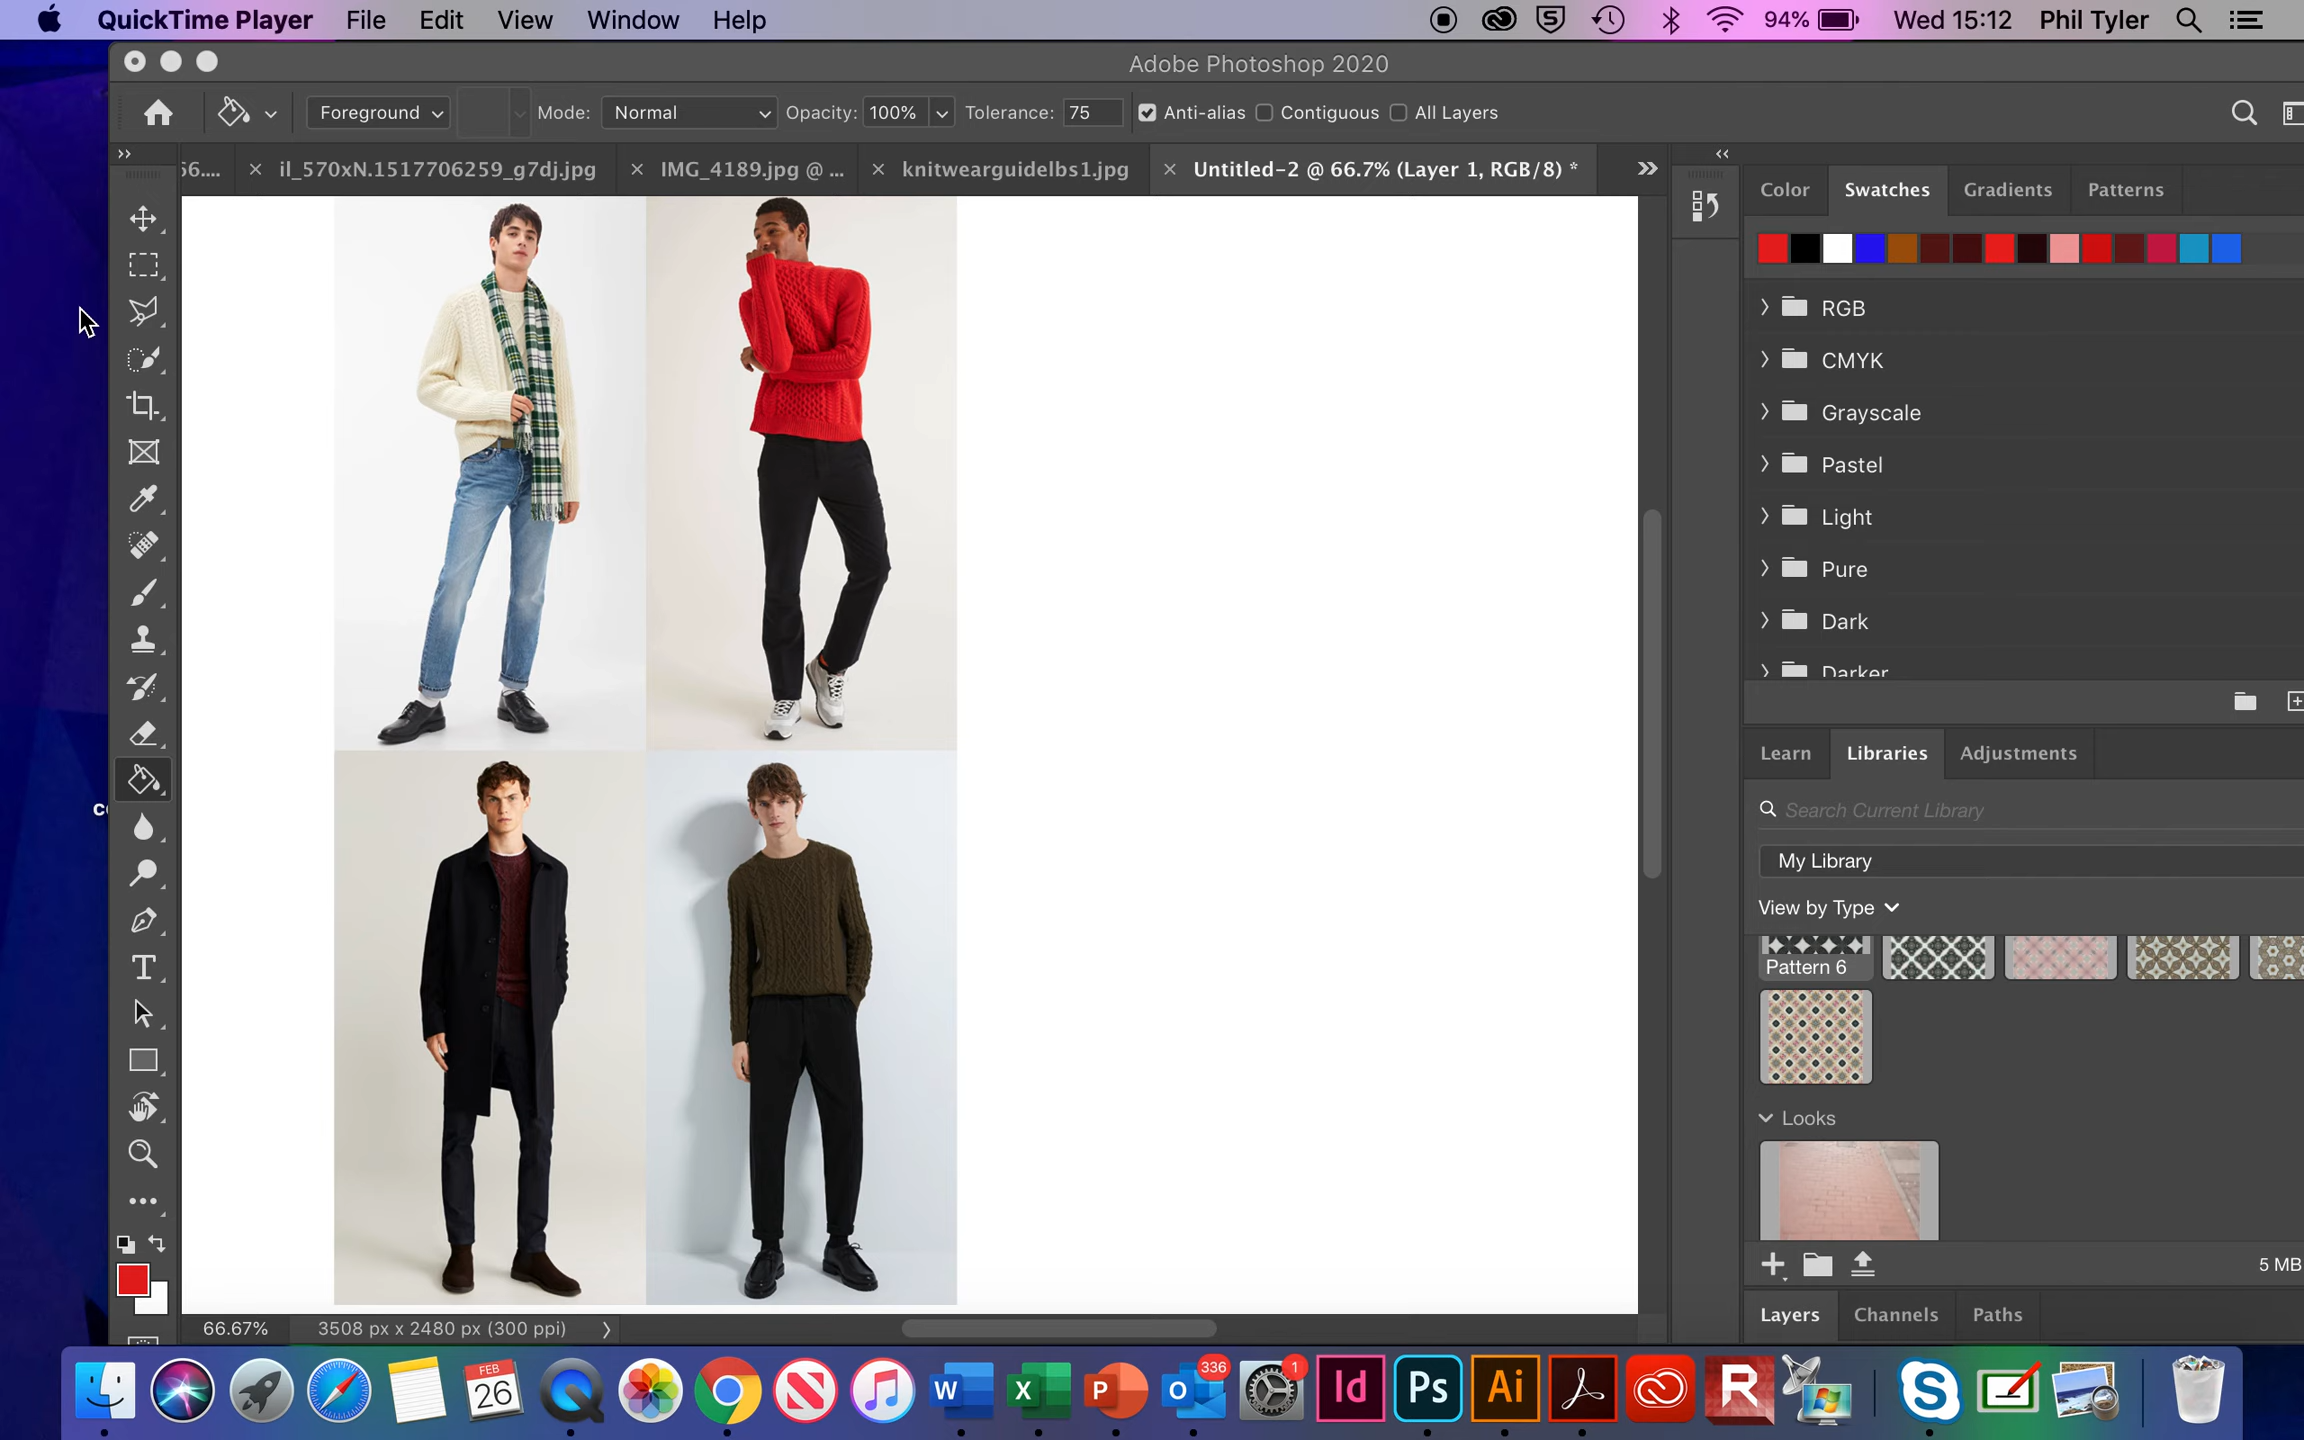 QuickTime Player File Edit View Window Help 94% Wed 15:12 Phil Tyler
Adobe Photoshop 2020
Foreground Mode: Normal Opacity: 100% Tolerance: 75 Anti-alias Contiguous All Layers
66.... il_570xN.1517706259_g7dj.jpg IMG_4189.jpg @ ... knitwearguidelbs1.jpg Untitled-2 @ 66.7% (Layer 1, RGB/8) *
Color Swatches Gradients Patterns
RGB
CMYK
Grayscale
Pastel
Light
Pure
Dark
Darker
Learn Libraries Adjustments
Search Current Library
My Library
View by Type
Pattern 6
Looks
5 MB
Layers Channels Paths
66.67% 3508 px x 2480 px (300 ppi)
FEB
26
W X P O 336 1 Id Ps Ai R S